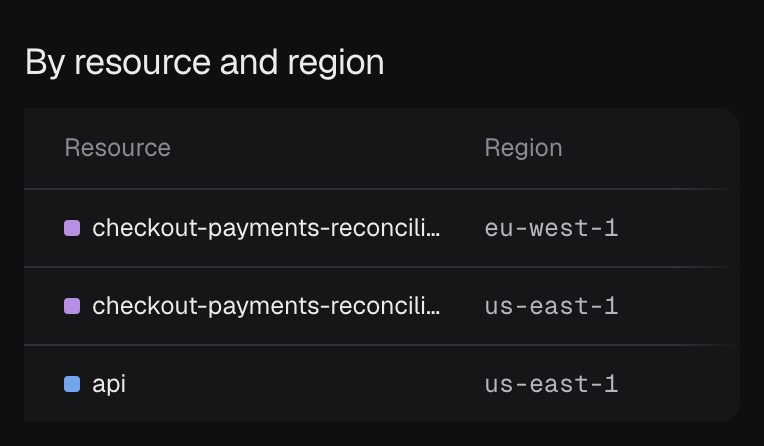 By resource and region
Resource Region
checkout-payments-reconcili… eu-west-1
checkout-payments-reconcili… us-east-1
api us-east-1